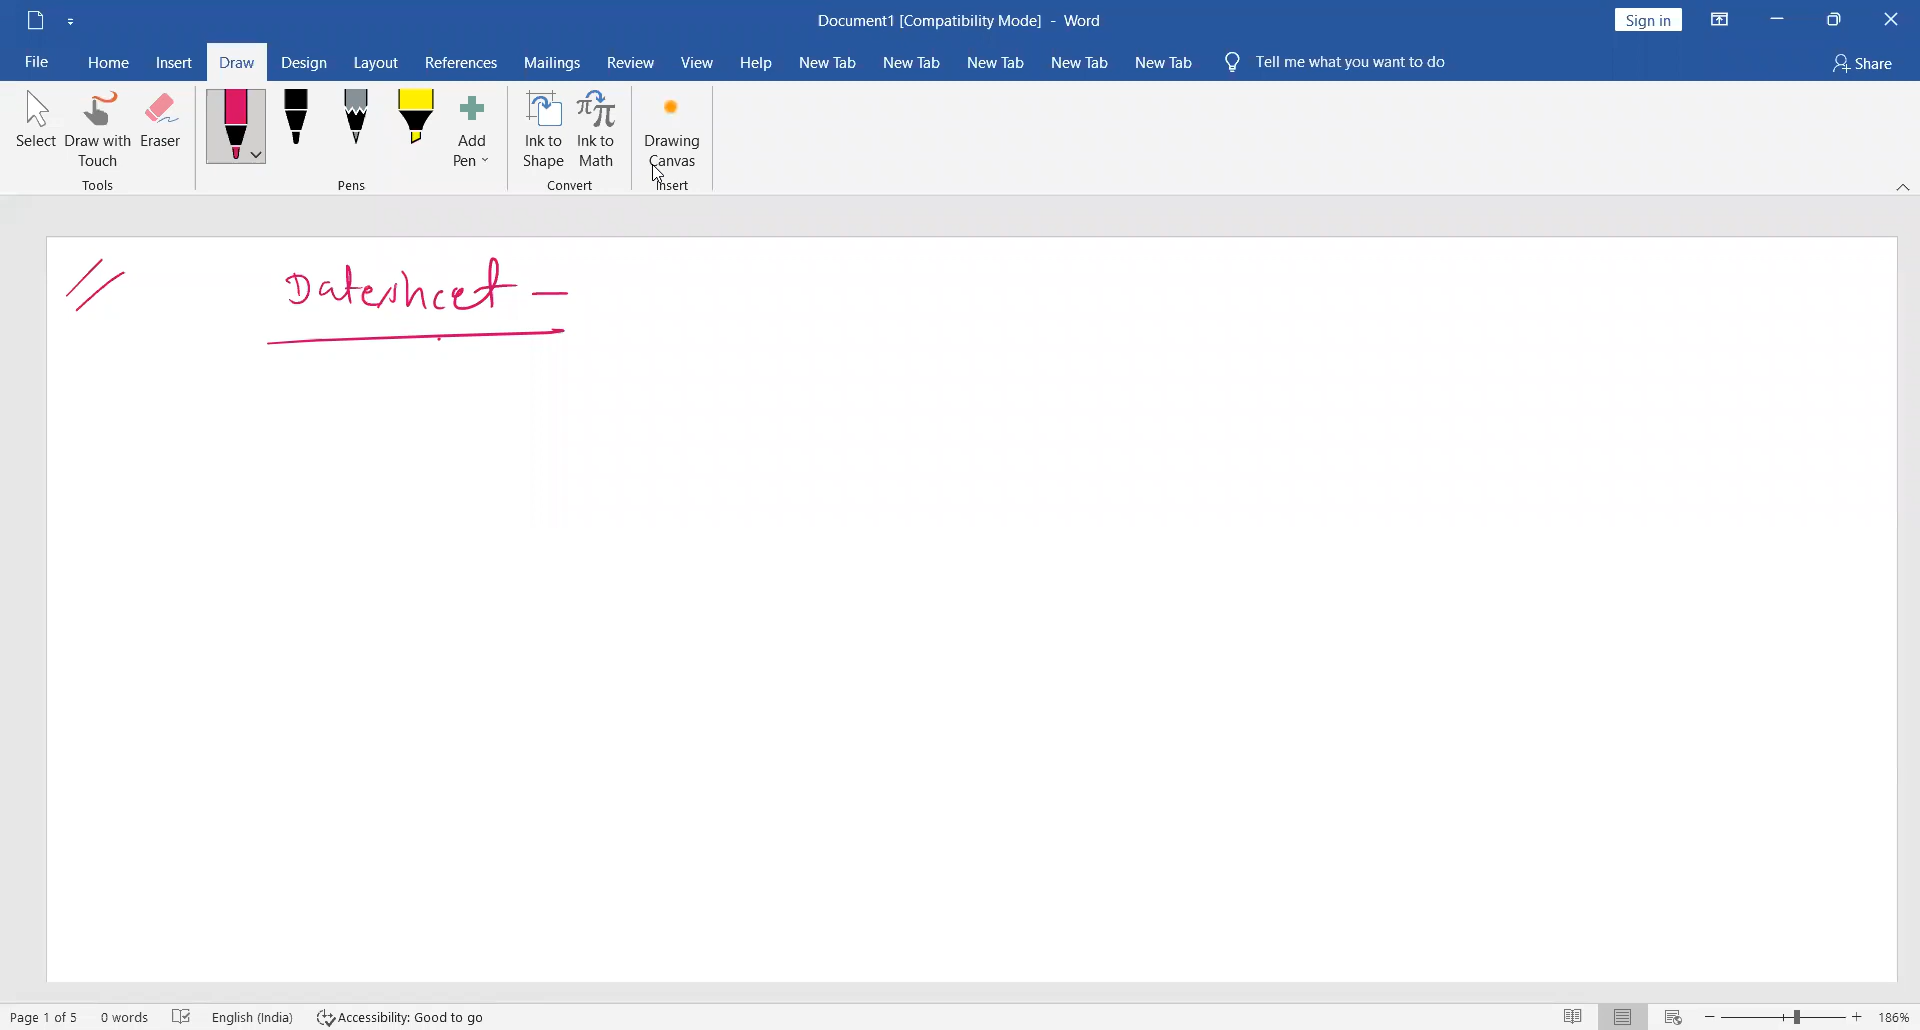 Document1 [Compatibility Mode] - Word
Sign in
File Home Insert Draw Design Layout References Mailings Review View Help New Tab New Tab New Tab New Tab New Tab Tell me what you want to do Share
Select Draw with Touch Eraser Add Pen Ink to Shape Ink to Math Drawing Canvas
Tools Pens Convert Insert
// Datesheet -
Page 1 of 5 0 words English (India) Accessibility: Good to go 186%